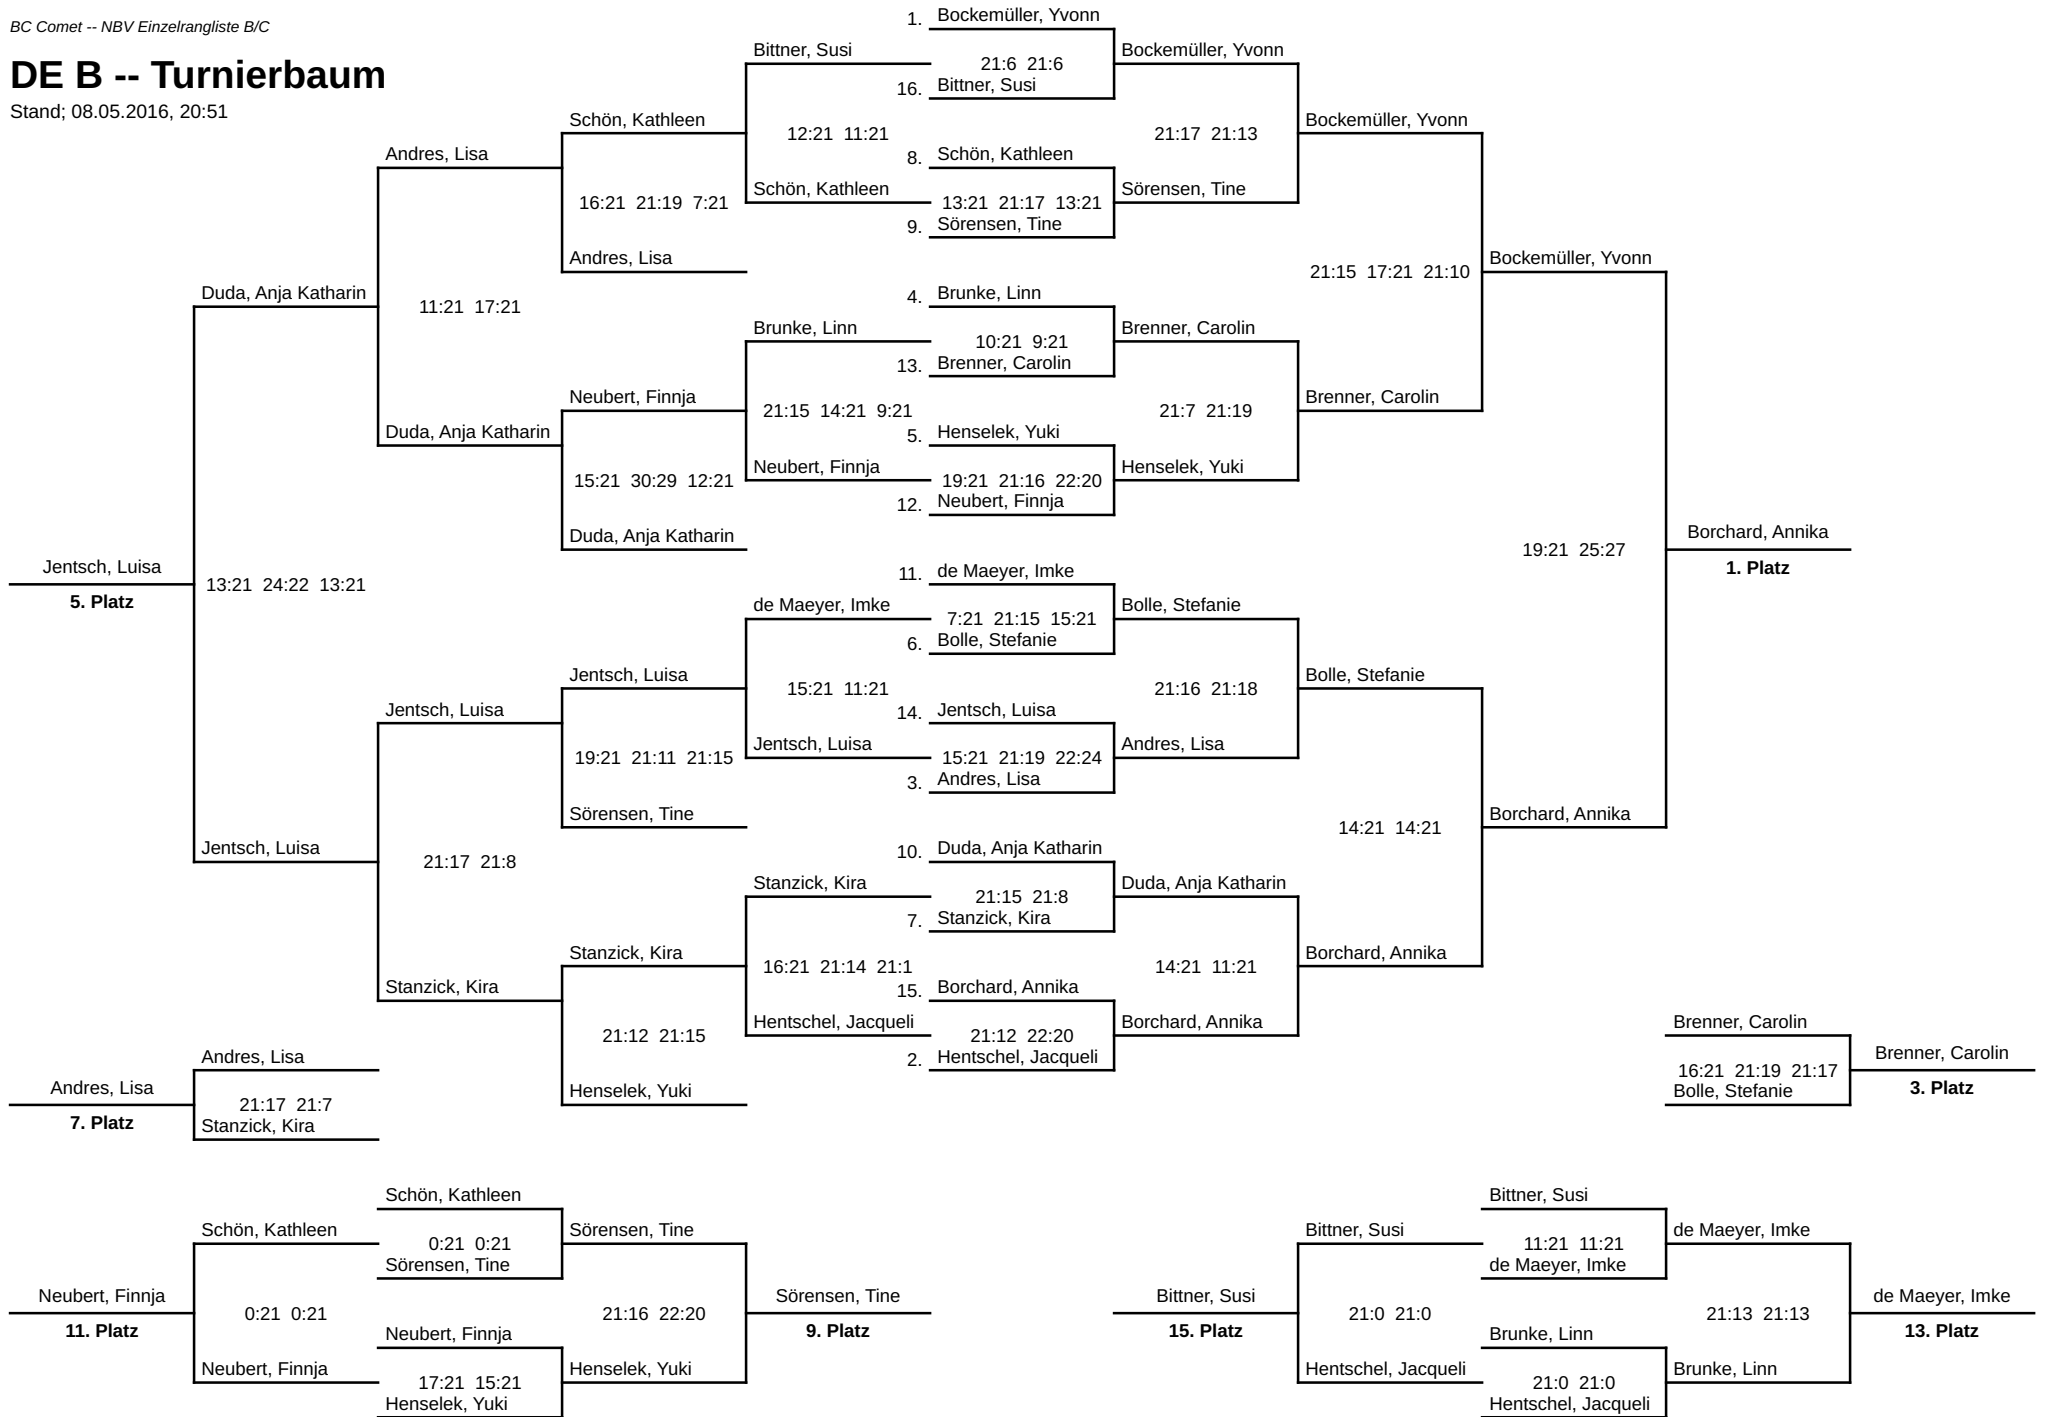 BC Comet -- NBV Einzelrangliste B/C
DE B -- Turnierbaum
Stand; 08.05.2016, 20:51
1. Bockemüller, Yvonn
Bittner, Susi
Bockemüller, Yvonn
21:6 21:6
16. Bittner, Susi
Schön, Kathleen
12:21 11:21
21:17 21:13
Bockemüller, Yvonn
Andres, Lisa
8. Schön, Kathleen
Schön, Kathleen
Sörensen, Tine
16:21 21:19 7:21
13:21 21:17 13:21
9. Sörensen, Tine
Andres, Lisa
Bockemüller, Yvonn
21:15 17:21 21:10
Duda, Anja Katharin
11:21 17:21
4. Brunke, Linn
Brunke, Linn
Brenner, Carolin
10:21 9:21
13. Brenner, Carolin
Neubert, Finnja
Brenner, Carolin
21:15 14:21 9:21
21:7 21:19
Duda, Anja Katharin
5. Henselek, Yuki
Neubert, Finnja
Henselek, Yuki
15:21 30:29 12:21
19:21 21:16 22:20
12. Neubert, Finnja
Duda, Anja Katharin
19:21 25:27
Borchard, Annika
1. Platz
Jentsch, Luisa
5. Platz
13:21 24:22 13:21
11. de Maeyer, Imke
de Maeyer, Imke
Bolle, Stefanie
7:21 21:15 15:21
6. Bolle, Stefanie
Jentsch, Luisa
Bolle, Stefanie
15:21 11:21
21:16 21:18
Jentsch, Luisa
14. Jentsch, Luisa
Jentsch, Luisa
Andres, Lisa
19:21 21:11 21:15
15:21 21:19 22:24
3. Andres, Lisa
Sörensen, Tine
Borchard, Annika
14:21 14:21
Jentsch, Luisa
21:17 21:8
10. Duda, Anja Katharin
Stanzick, Kira
Duda, Anja Katharin
21:15 21:8
7. Stanzick, Kira
Stanzick, Kira
Borchard, Annika
16:21 21:14 21:1
14:21 11:21
Stanzick, Kira
15. Borchard, Annika
Hentschel, Jacqueli
Borchard, Annika
21:12 21:15
21:12 22:20
2. Hentschel, Jacqueli
Henselek, Yuki
Brenner, Carolin
16:21 21:19 21:17
Bolle, Stefanie
Brenner, Carolin
3. Platz
Andres, Lisa
Andres, Lisa
21:17 21:7
7. Platz
Stanzick, Kira
Schön, Kathleen
Schön, Kathleen
Sörensen, Tine
0:21 0:21
Sörensen, Tine
Neubert, Finnja
11. Platz
0:21 0:21
21:16 22:20
Sörensen, Tine
9. Platz
Neubert, Finnja
Neubert, Finnja
Henselek, Yuki
17:21 15:21
Henselek, Yuki
Bittner, Susi
Bittner, Susi
de Maeyer, Imke
11:21 11:21
de Maeyer, Imke
Bittner, Susi
15. Platz
21:0 21:0
21:13 21:13
de Maeyer, Imke
13. Platz
Brunke, Linn
Hentschel, Jacqueli
Brunke, Linn
21:0 21:0
Hentschel, Jacqueli